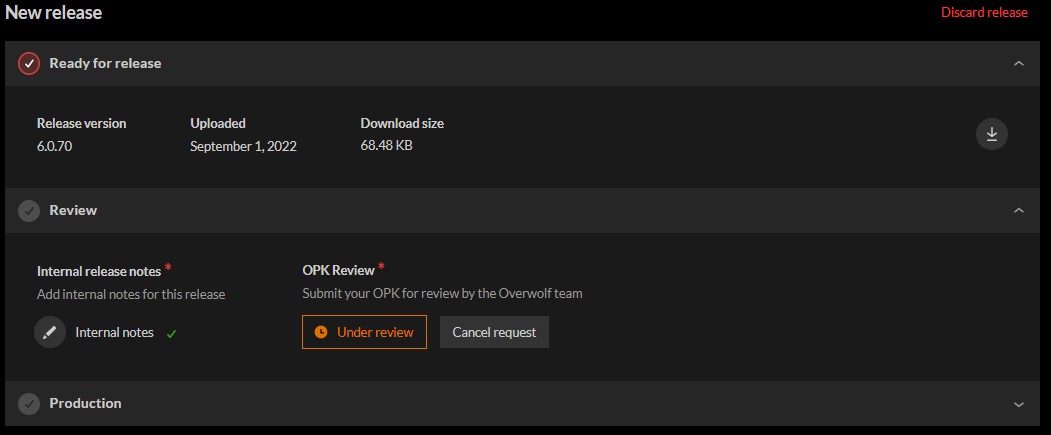 New release
Discard release
Ready for release
Release version Uploaded Download size
6.0.70 September 1, 2022 68.48 KB
Review
Internal release notes * OPK Review *
Add internal notes for this release Submit your OPK for review by the Overwolf team
Internal notes Under review Cancel request
Production